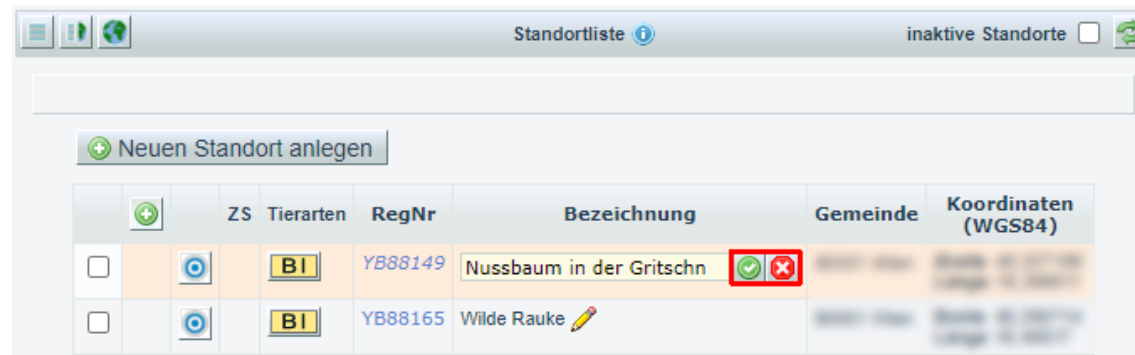 Standortliste
inaktive Standorte
Neuen Standort anlegen
ZS Tierarten RegNr Bezeichnung Gemeinde Koordinaten (WGS84)
BI YB88149 Nussbaum in der Gritschn
BI YB88165 Wilde Rauke